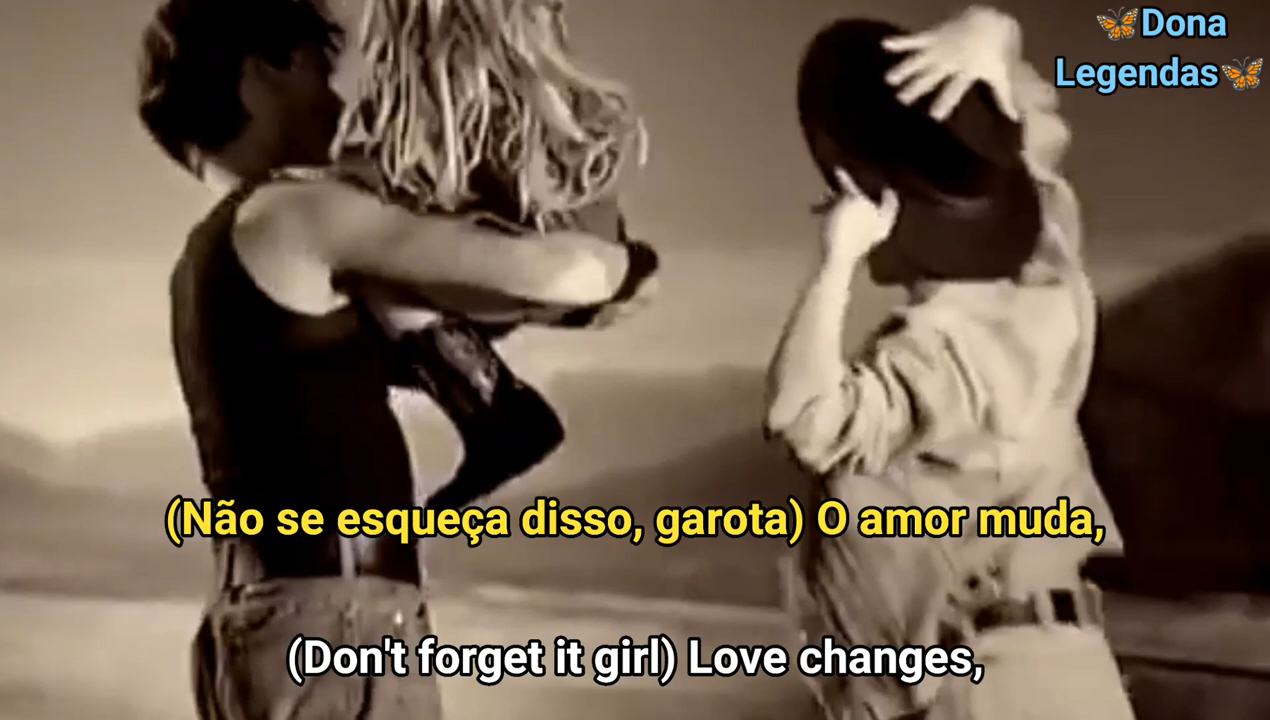 🦋Dona
Legendas🦋
(Não se esqueça disso, garota) O amor muda,
(Don't forget it girl) Love changes,